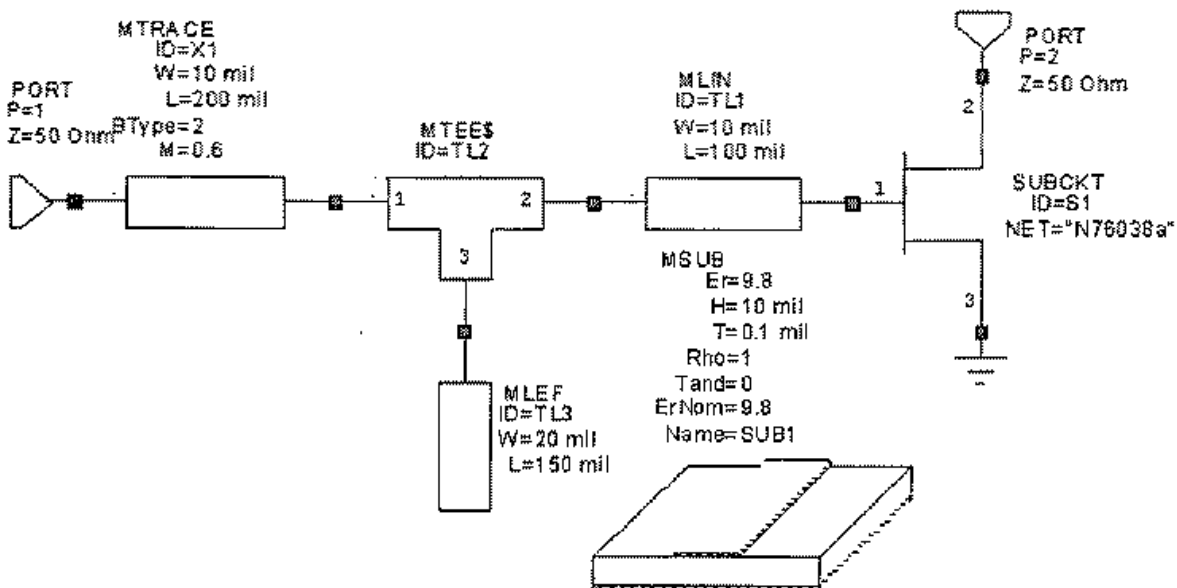 MTRACE
ID=X1
W=10 mil
L=200 mil
BType=2
M=0.6
PORT
P=1
Z=50 Ohm
MTEE$
ID=TL2
1
2
3
MLEF
ID=TL3
W=20 mil
L=150 mil
MLIN
ID=TL1
W=10 mil
L=100 mil
MSUB
Er=9.8
H=10 mil
T=0.1 mil
Rho=1
Tand=0
ErNom=9.8
Name=SUB1
PORT
P=2
Z=50 Ohm
2
1
3
SUBCKT
ID=S1
NET="N76038a"